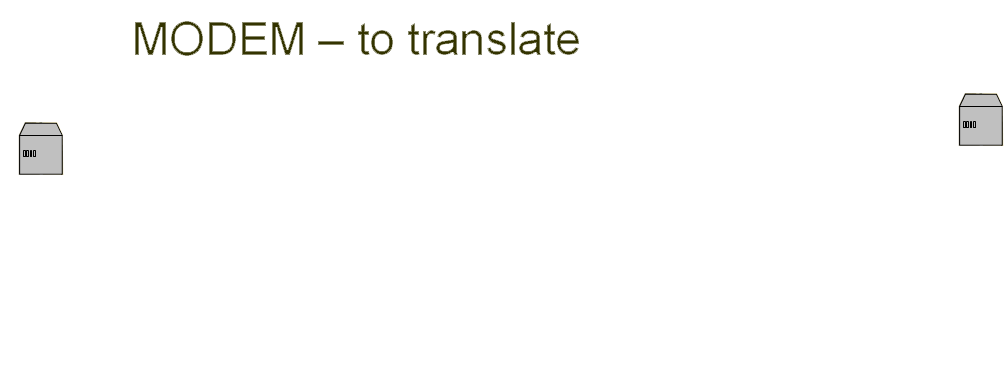 MODEM – to translate